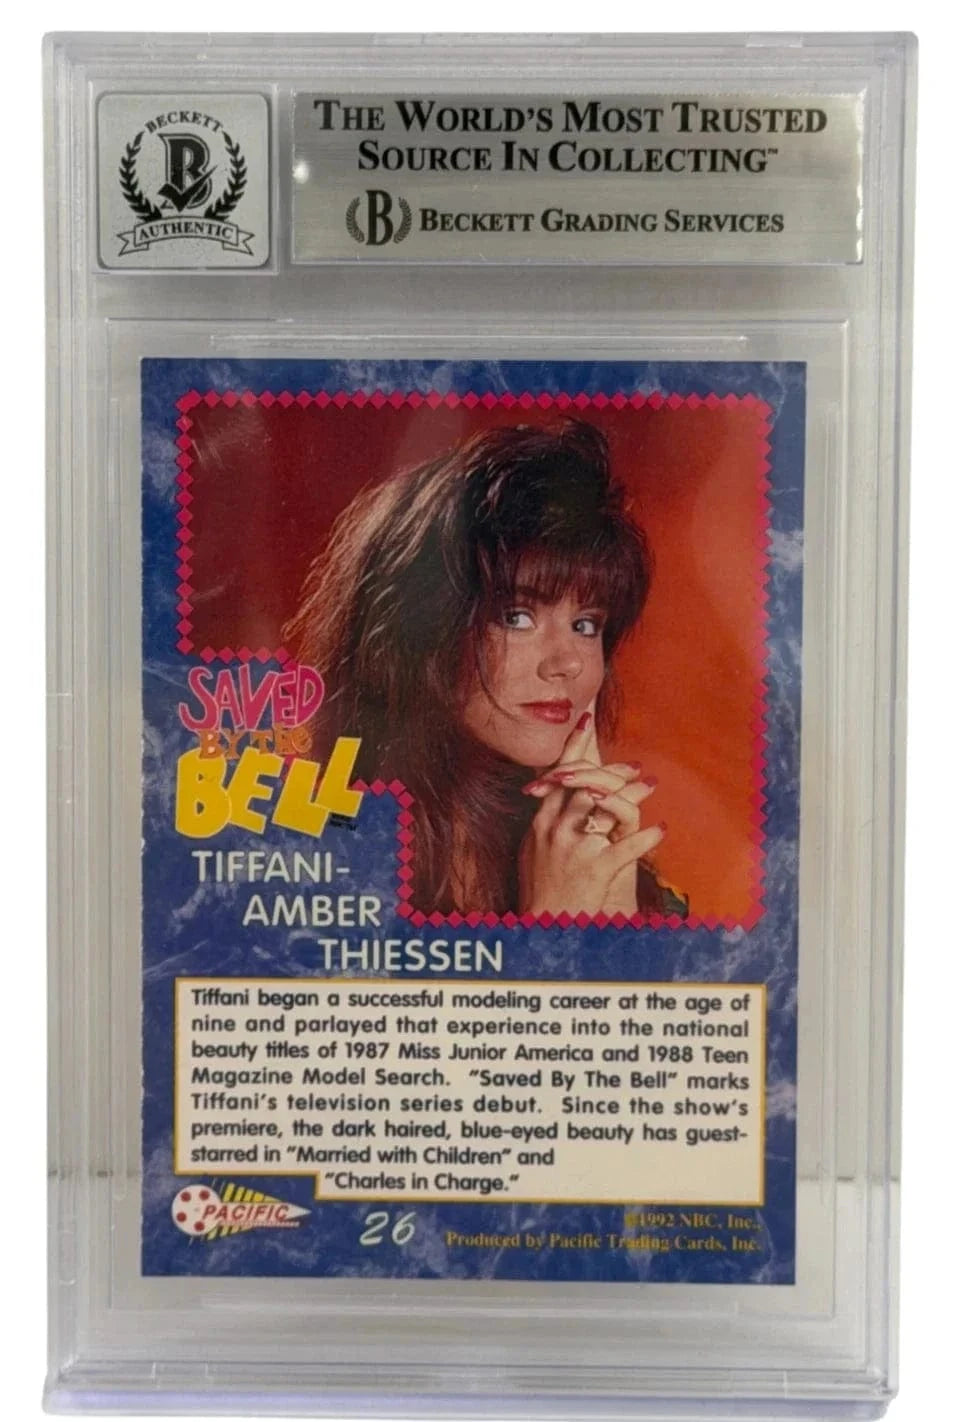 BECKETT
B
AUTHENTIC
THE WORLD'S MOST TRUSTED
SOURCE IN COLLECTING™
B BECKETT GRADING SERVICES
SAVED
BY THE
BELL
TIFFANI-
AMBER
THIESSEN
Tiffani began a successful modeling career at the age of
nine and parlayed that experience into the national
beauty titles of 1987 Miss Junior America and 1988 Teen
Magazine Model Search. "Saved By The Bell" marks
Tiffani's television series debut. Since the show's
premiere, the dark haired, blue-eyed beauty has guest-
starred in "Married with Children" and
"Charles in Charge."
PACIFIC
26
©1992 NBC, Inc.
Produced by Pacific Trading Cards, Inc.